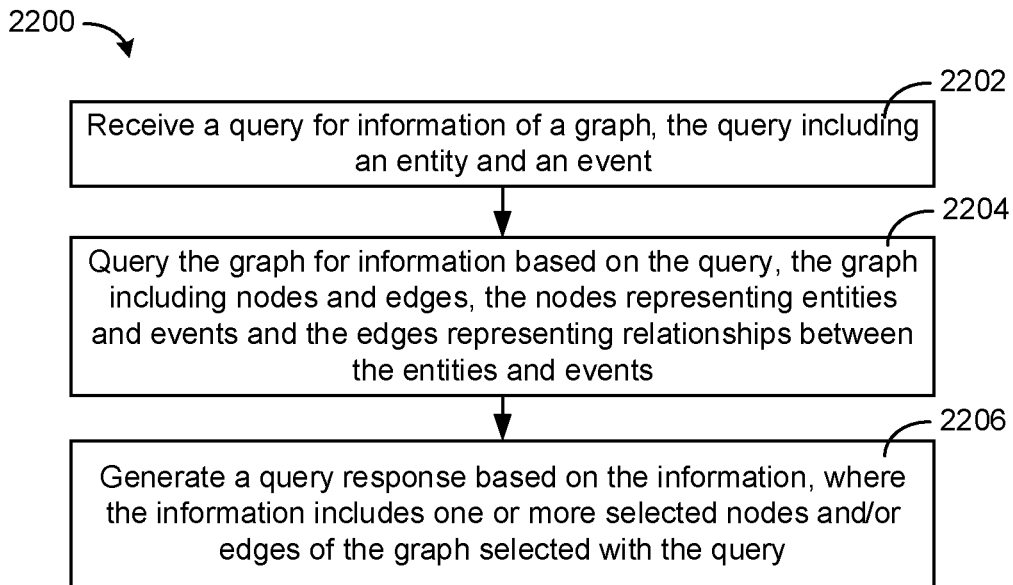 2200
2202
Receive a query for information of a graph, the query including
an entity and an event
2204
Query the graph for information based on the query, the graph
including nodes and edges, the nodes representing entities
and events and the edges representing relationships between
the entities and events
2206
Generate a query response based on the information, where
the information includes one or more selected nodes and/or
edges of the graph selected with the query